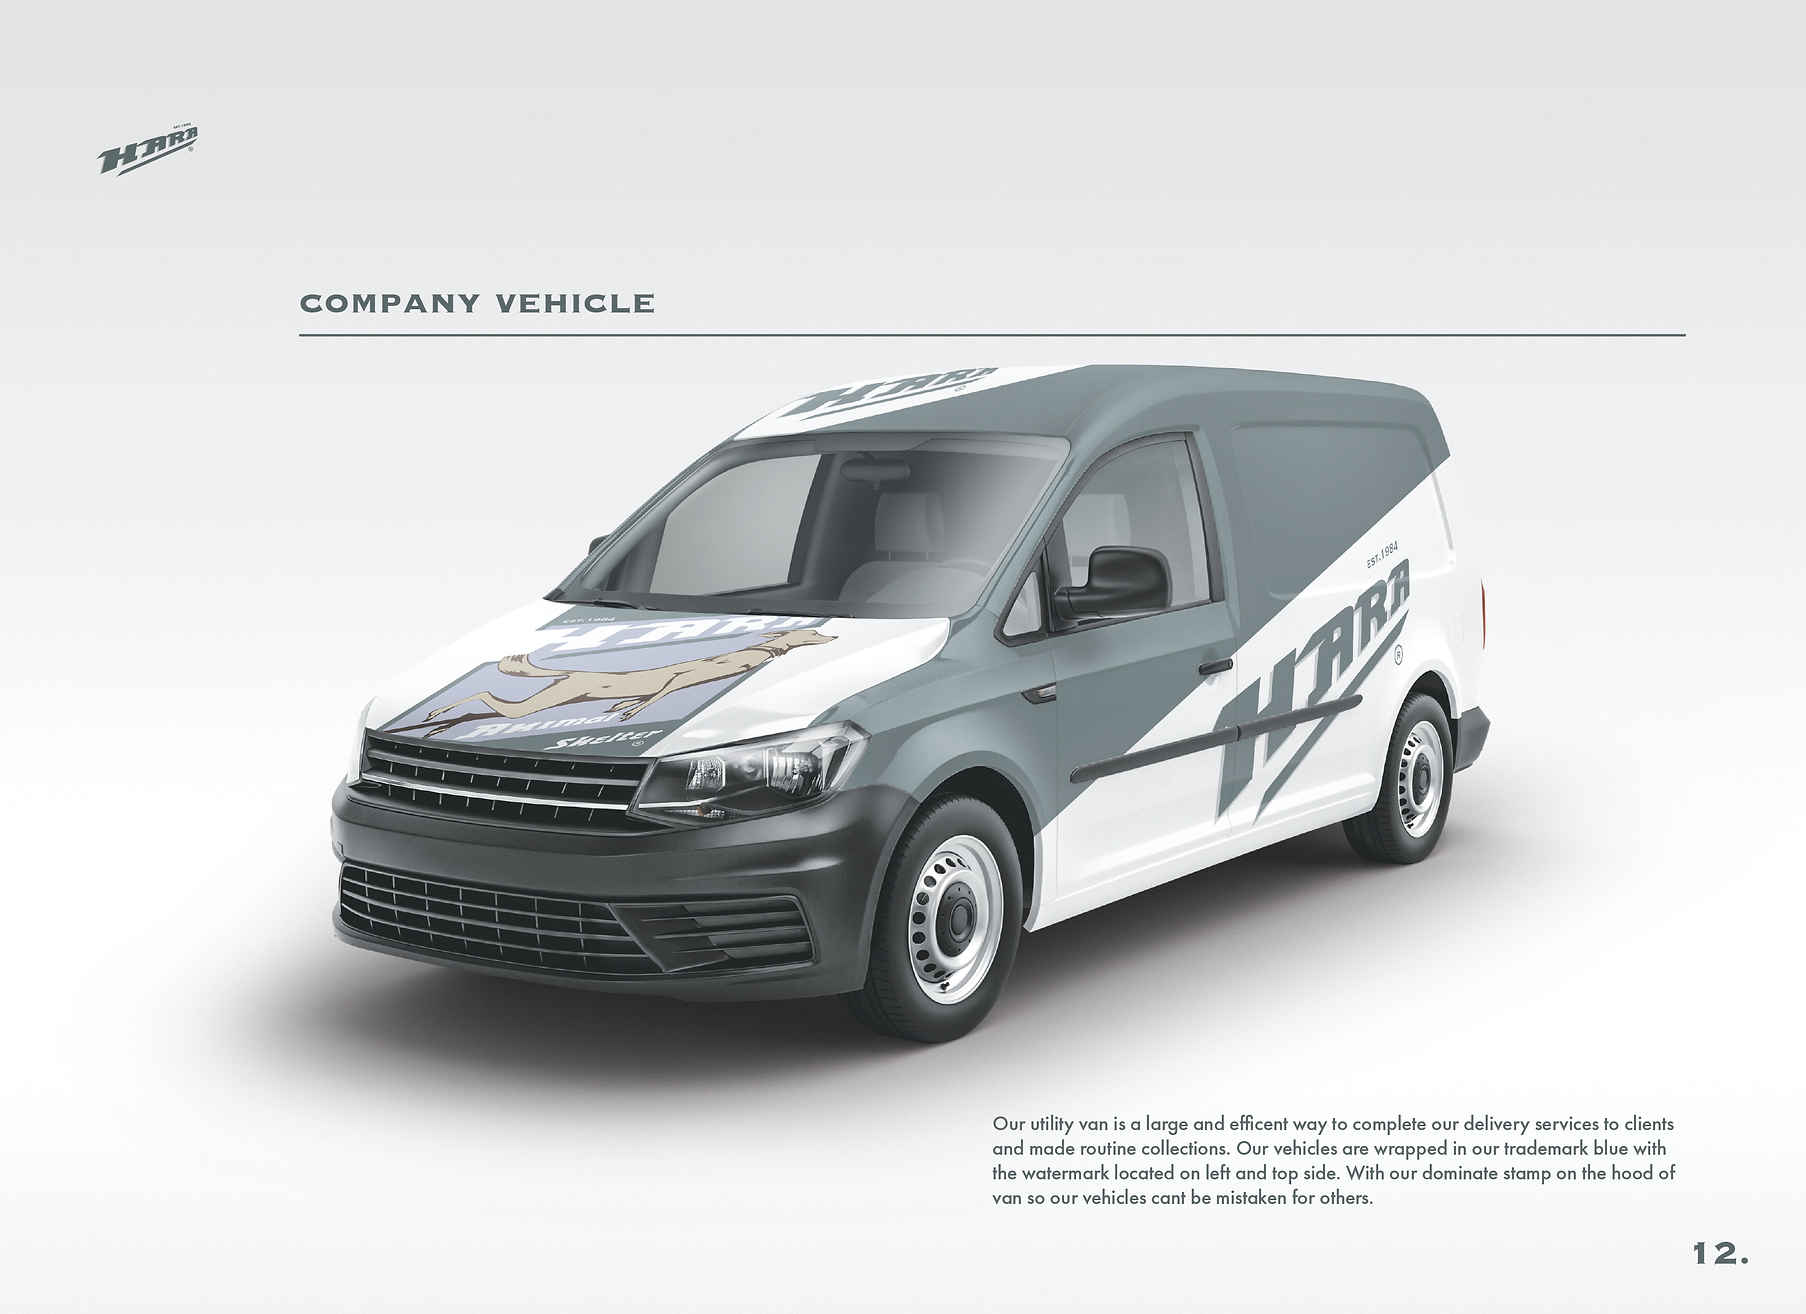 EST.1984
HARA
®
COMPANY VEHICLE
HARA
®
EST.1984
HARA
®
EST.1984
HARA
Animal
Shelter
®
Our utility van is a large and efficent way to complete our delivery services to clients
and made routine collections. Our vehicles are wrapped in our trademark blue with
the watermark located on left and top side. With our dominate stamp on the hood of
van so our vehicles cant be mistaken for others.
12.